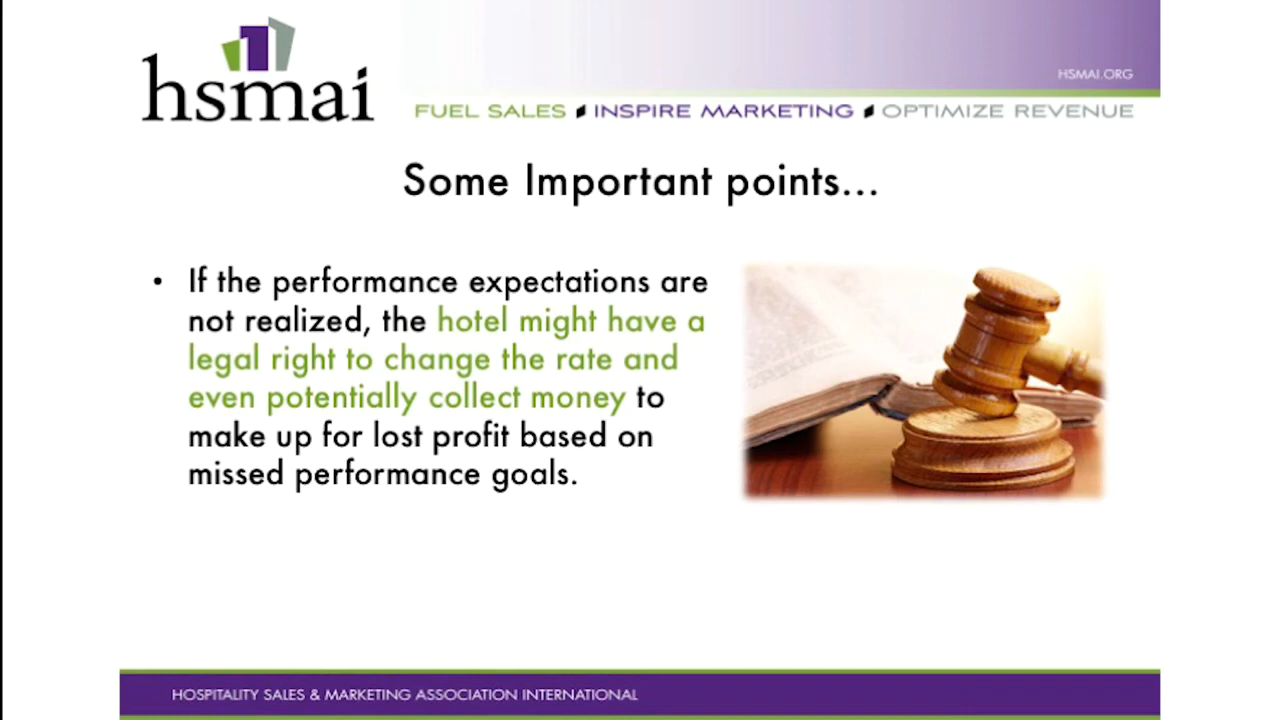 hsmai
HSMAI.ORG
FUEL SALES INSPIRE MARKETING OPTIMIZE REVENUE
Some Important points...
• If the performance expectations are
not realized, the hotel might have a
legal right to change the rate and
even potentially collect money to
make up for lost profit based on
missed performance goals.
HOSPITALITY SALES & MARKETING ASSOCIATION INTERNATIONAL